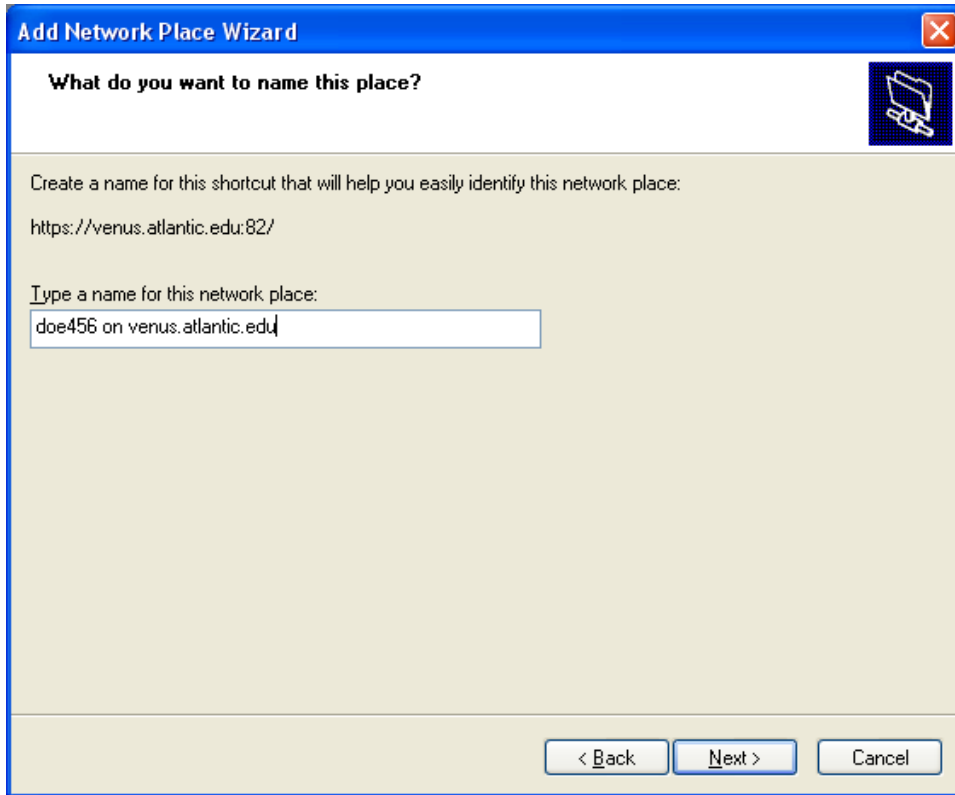 Add Network Place Wizard
What do you want to name this place?
Create a name for this shortcut that will help you easily identify this network place:
https://venus.atlantic.edu:82/
Type a name for this network place:
doe456 on venus.atlantic.edu
< Back Next > Cancel